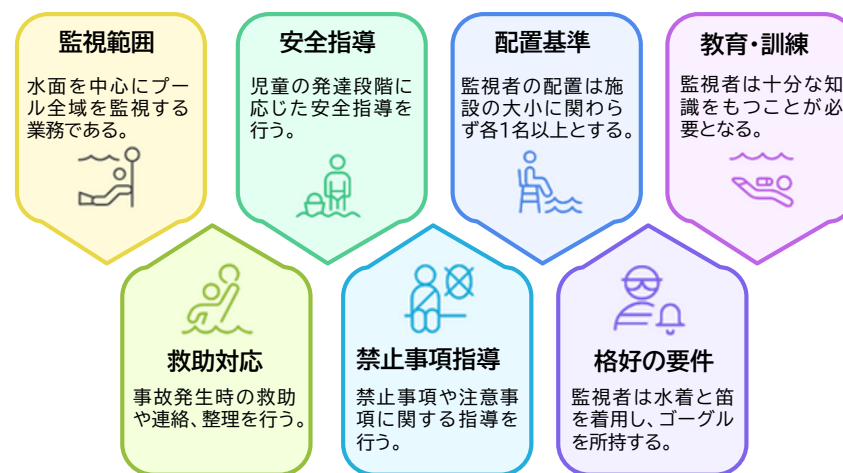 監視範囲
水面を中心にプー
ル全域を監視する
業務である。
安全指導
児童の発達段階に
応じた安全指導を
行う。
配置基準
監視者の配置は施
設の大小に関わら
ず各1名以上とする。
教育・訓練
監視者は十分な知
識をもつことが必
要となる。
救助対応
事故発生時の救助
や連絡、整理を行う。
禁止事項指導
禁止事項や注意事
項に関する指導を
行う。
格好の要件
監視者は水着と笛
を着用し、ゴーグル
を所持する。